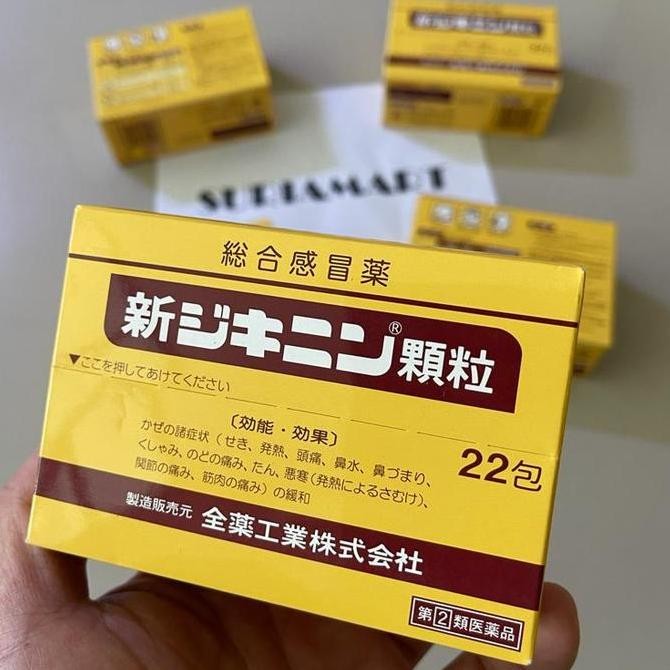 SURIAMART
総合感冒薬
新ジキニン®顆粒
▼ここを押してあけてください
〔効能・効果〕
かぜの諸症状（せき、発熱、頭痛、鼻水、鼻づまり、
くしゃみ、のどの痛み、たん、悪寒（発熱によるさむけ）、
関節の痛み、筋肉の痛み）の緩和
22包
製造販売元 全薬工業株式会社
第②類医薬品